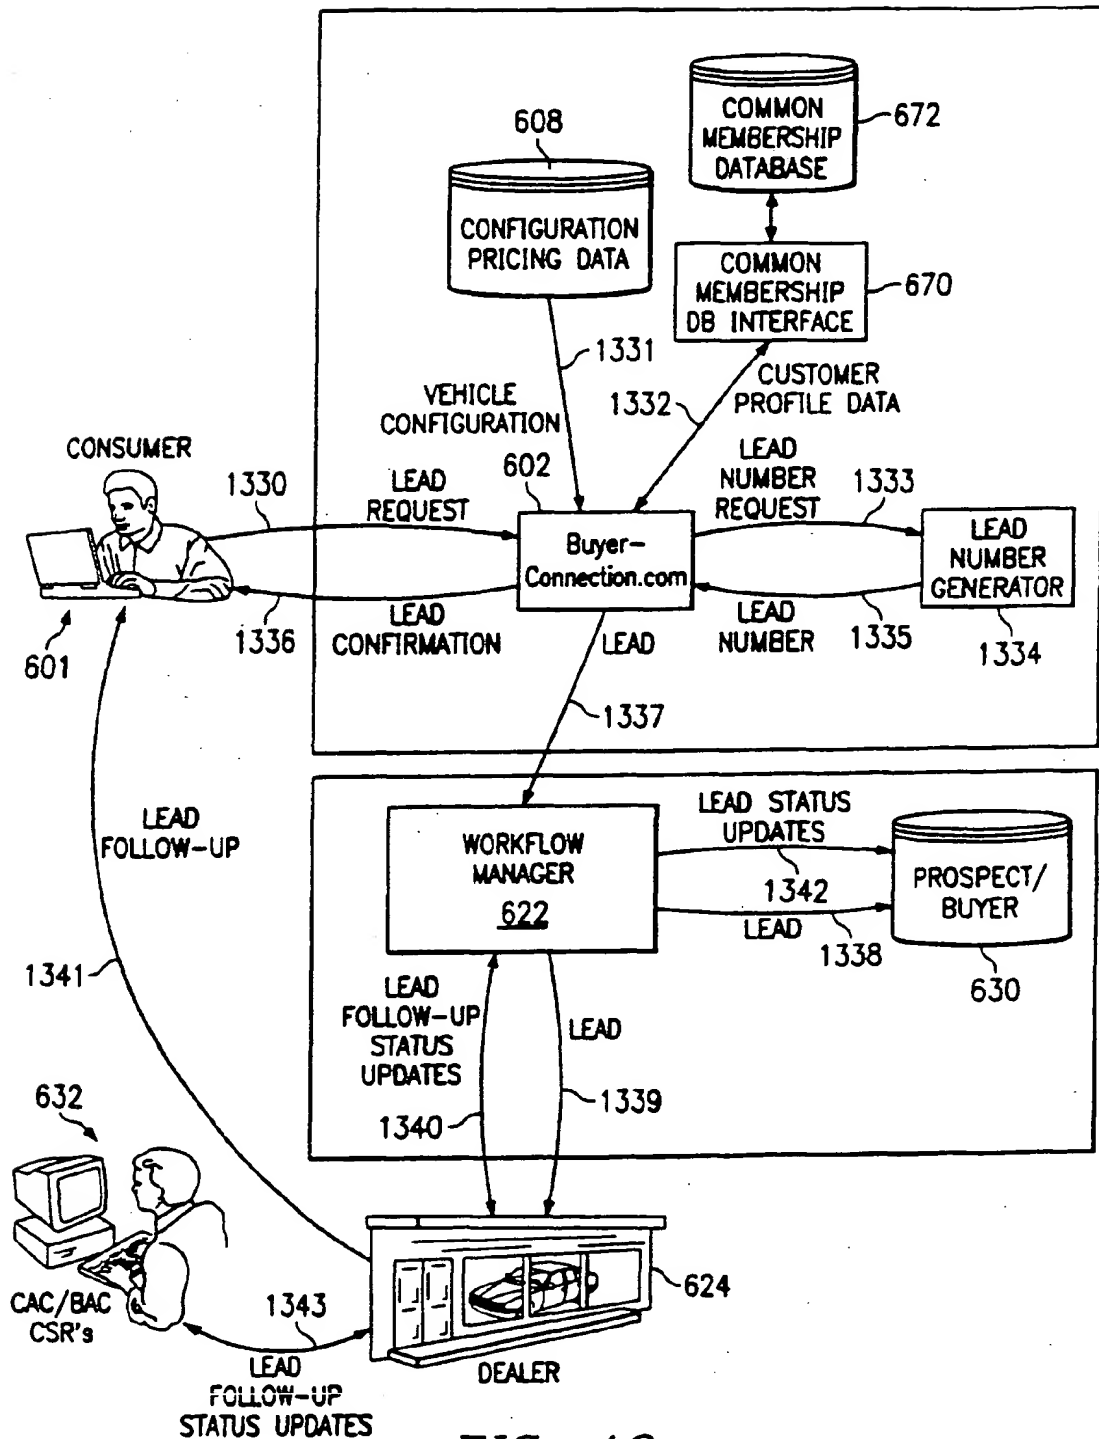 COMMON
MEMBERSHIP
DATABASE
672
608
CONFIGURATION
PRICING DATA
COMMON
MEMBERSHIP
DB INTERFACE
670
1331
VEHICLE
CONFIGURATION
1332
CUSTOMER
PROFILE DATA
CONSUMER
1330
LEAD
REQUEST
602
LEAD
NUMBER
REQUEST
1333
Buyer-
Connection.com
LEAD
NUMBER
GENERATOR
601
1336
LEAD
CONFIRMATION
LEAD
LEAD
NUMBER
1335
1334
1337
LEAD
FOLLOW-UP
WORKFLOW
MANAGER
622
LEAD STATUS
UPDATES
1342
LEAD
1338
PROSPECT/
BUYER
630
1341
LEAD
FOLLOW-UP
STATUS
UPDATES
LEAD
1340
1339
632
CAC/BAC
CSR's
1343
LEAD
FOLLOW-UP
STATUS UPDATES
624
DEALER